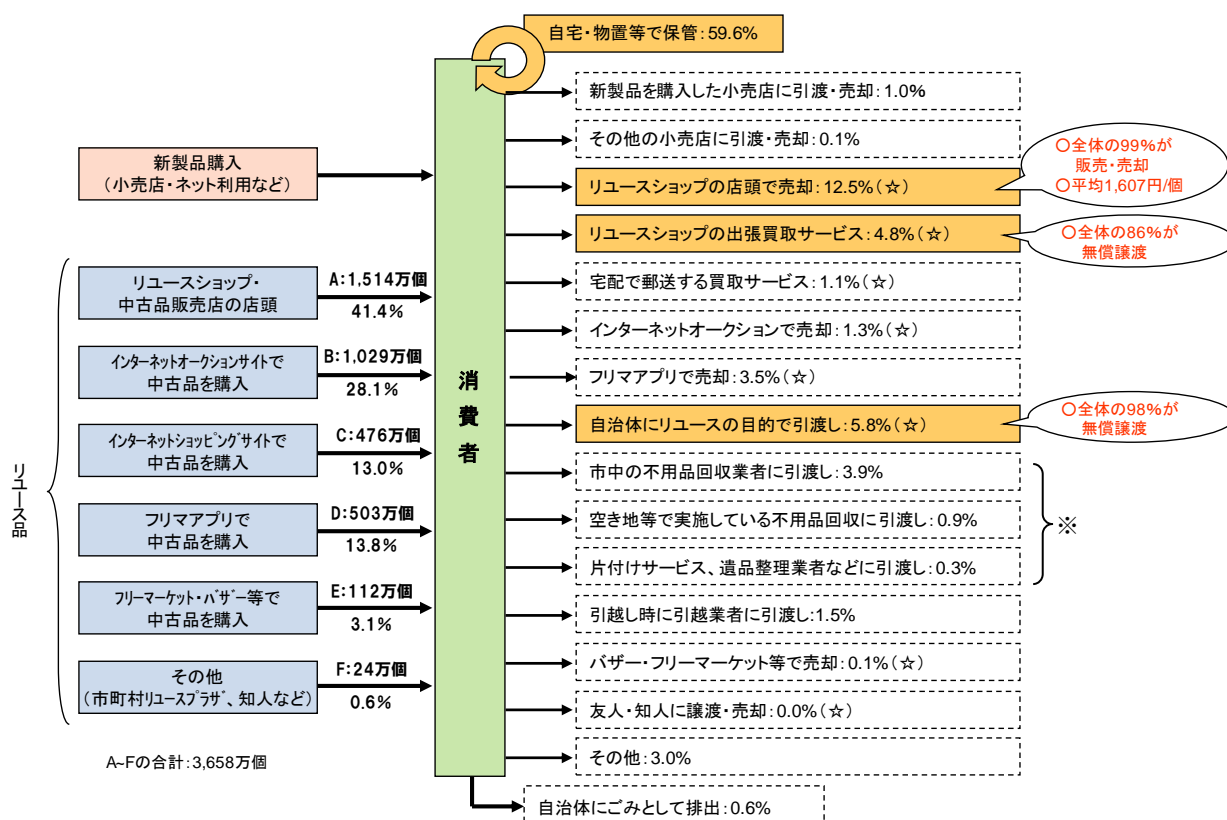 自宅・物置等で保管:59.6%
新製品を購入した小売店に引渡・売却:1.0%
その他の小売店に引渡・売却:0.1%
〇全体の99%が
販売・売却
〇平均1,607円/個
新製品購入
(小売店・ネット利用など)
リユースショップの店頭で売却:12.5%(☆)
リユースショップの出張買取サービス:4.8%(☆)
〇全体の86%が
無償譲渡
リユース品
リユースショップ・
中古品販売店の店頭
A:1,514万個
41.4%
インターネットオークションサイトで
中古品を購入
B:1,029万個
28.1%
インターネットショッピングサイトで
中古品を購入
C:476万個
13.0%
フリマアプリで
中古品を購入
D:503万個
13.8%
フリーマーケット・バザー等で
中古品を購入
E:112万個
3.1%
その他
(市町村リユースプラザ、知人など)
F:24万個
0.6%
A~Fの合計:3,658万個
消費者
宅配で郵送する買取サービス:1.1%(☆)
インターネットオークションで売却:1.3%(☆)
フリマアプリで売却:3.5%(☆)
自治体にリユースの目的で引渡し:5.8%(☆)
〇全体の98%が
無償譲渡
市中の不用品回収業者に引渡し:3.9%
空き地等で実施している不用品回収に引渡し:0.9%
片付けサービス、遺品整理業者などに引渡し:0.3%
※
引越し時に引越業者に引渡し:1.5%
バザー・フリーマーケット等で売却:0.1%(☆)
友人・知人に譲渡・売却:0.0%(☆)
その他:3.0%
自治体にごみとして排出:0.6%